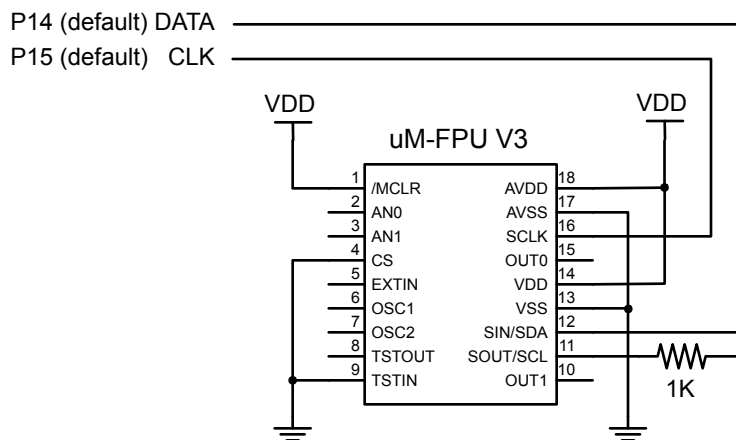 P14 (default) DATA
P15 (default) CLK
VDD VDD
uM-FPU V3
1 /MCLR AVDD 18
2 AN0 AVSS 17
3 AN1 SCLK 16
4 CS OUT0 15
5 EXTIN VDD 14
6 OSC1 VSS 13
7 OSC2 SIN/SDA 12
8 TSTOUT SOUT/SCL 11
9 TSTIN OUT1 10
1K